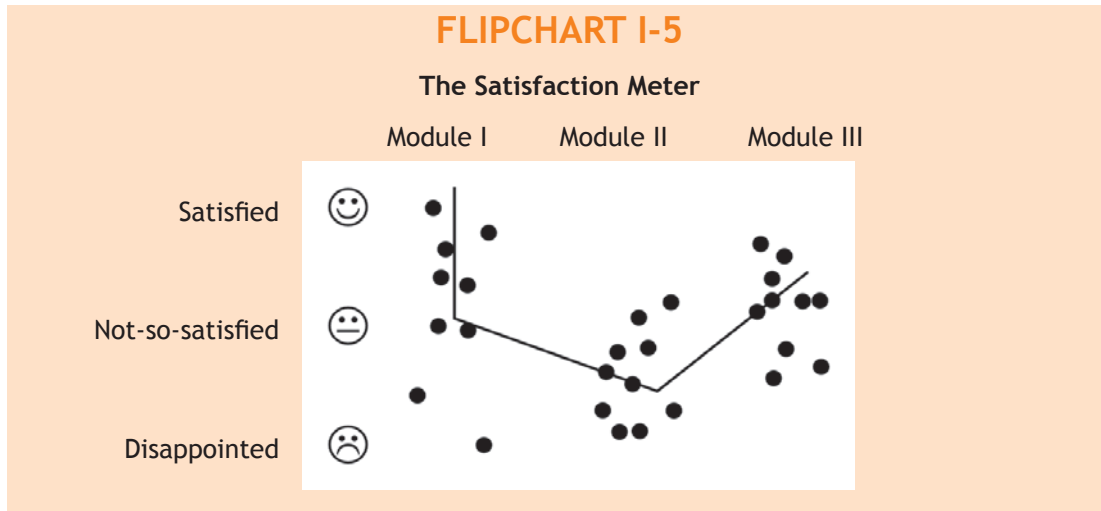 FLIPCHART I-5
The Satisfaction Meter
Module I Module II Module III
Satisfied
Not-so-satisfied
Disappointed